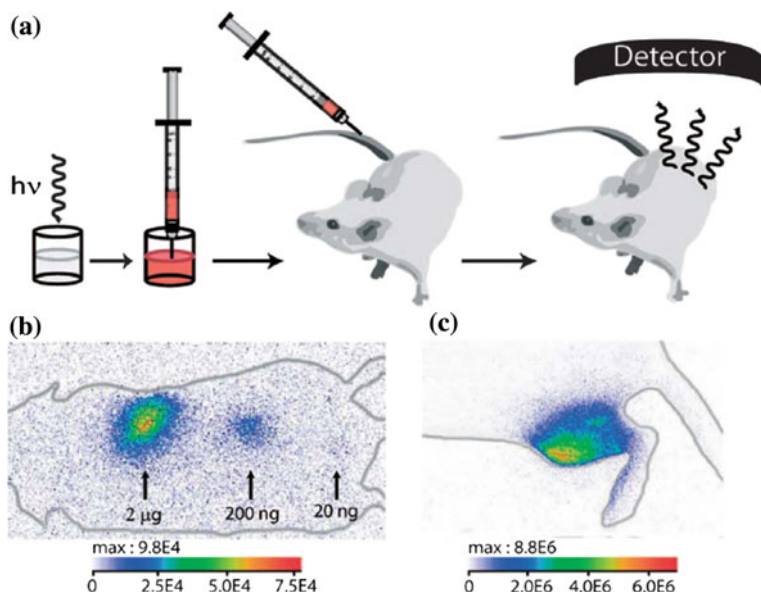 (a)
Detector
hν
(b)
(c)
2 μg
200 ng
20 ng
max : 9.8E4
0 2.5E4 5.0E4 7.5E4
max : 8.8E6
0 2.0E6 4.0E6 6.0E6